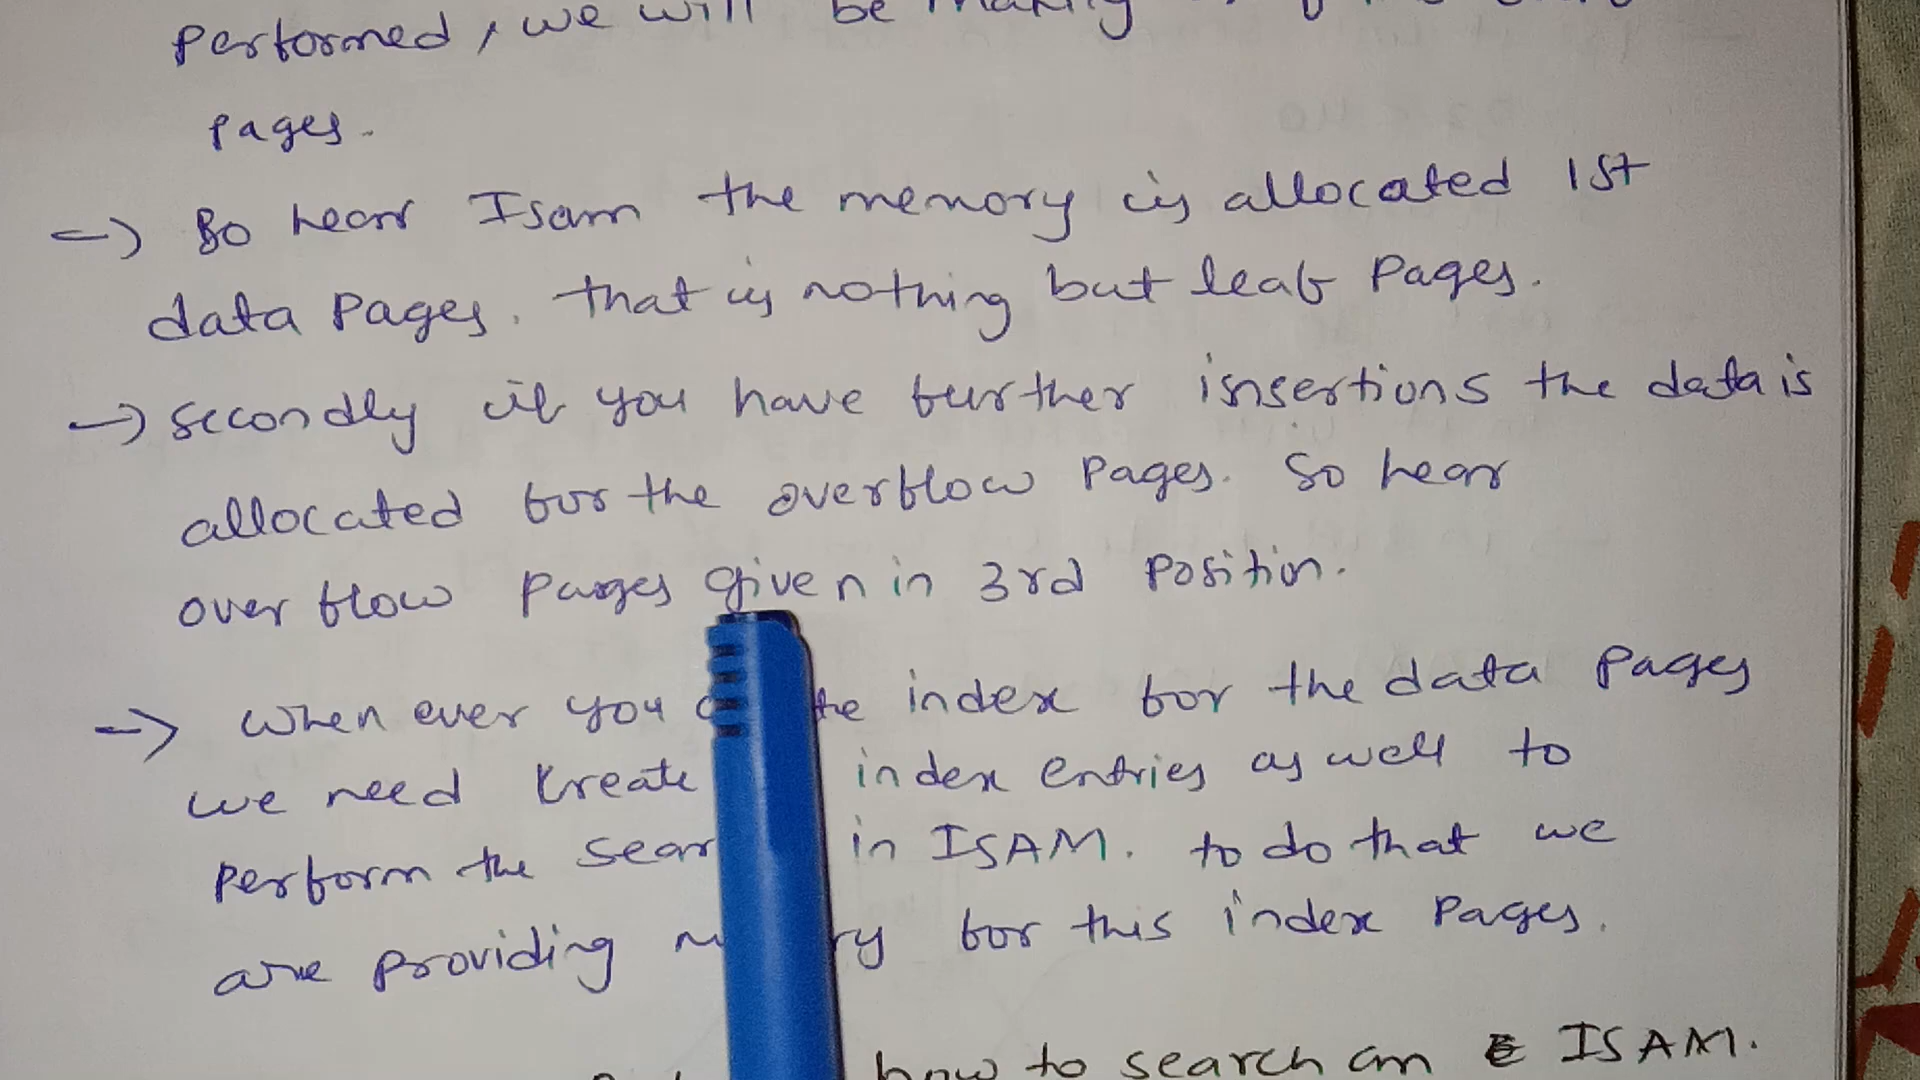 performed, we will be making
pages.
-> So hear Isam the memory is allocated 1st
data pages. that is nothing but leaf pages.
-> secondly if you have further insertions the data is
allocated for the overflow pages. So hear
over flow pages given in 3rd position.
-> when ever you the index for the data pages
we need kreate index entries as well to
perform the sear in ISAM. to do that we
are providing ry for this index pages.
how to search an E ISAM.